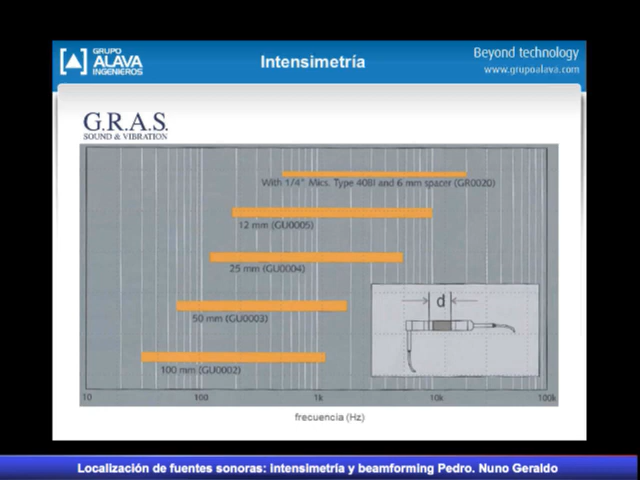 GRUPO
ALAVA
INGENIEROS
Intensimetría
Beyond technology
www.grupoalava.com
G.R.A.S.
SOUND & VIBRATION
With 1/4" Mics. Type 40BI and 6 mm spacer (GR0020)
12 mm (GU0005)
25 mm (GU0004)
d
50 mm (GU0003)
100 mm (GU0002)
10 100 1k 10k 100k
frecuencia (Hz)
Localización de fuentes sonoras: intensimetría y beamforming Pedro. Nuno Geraldo